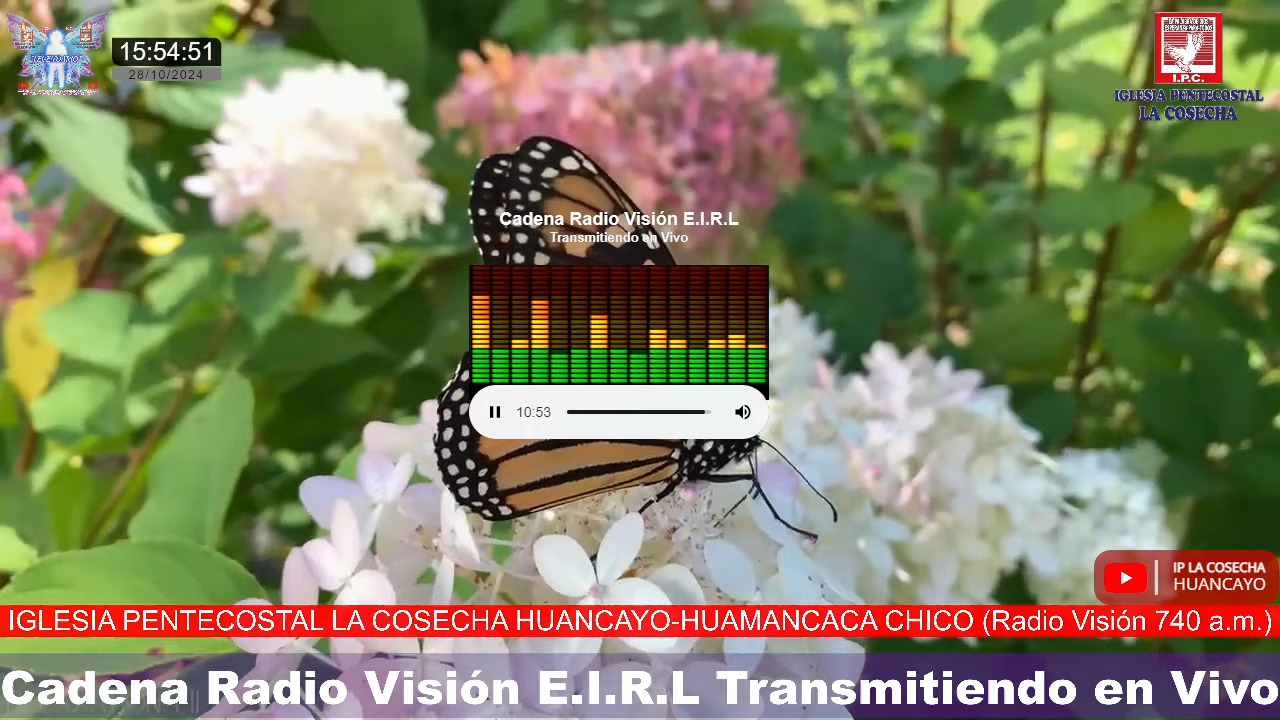 15:54:51
28/10/2024
I.P.C.
IGLESIA PENTECOSTAL
LA COSECHA
Cadena Radio Visión E.I.R.L
Transmitiendo en Vivo
10:53
IP LA COSECHA
HUANCAYO
IGLESIA PENTECOSTAL LA COSECHA HUANCAYO-HUAMANCACA CHICO (Radio Visión 740 a.m.)
Cadena Radio Visión E.I.R.L Transmitiendo en Vivo